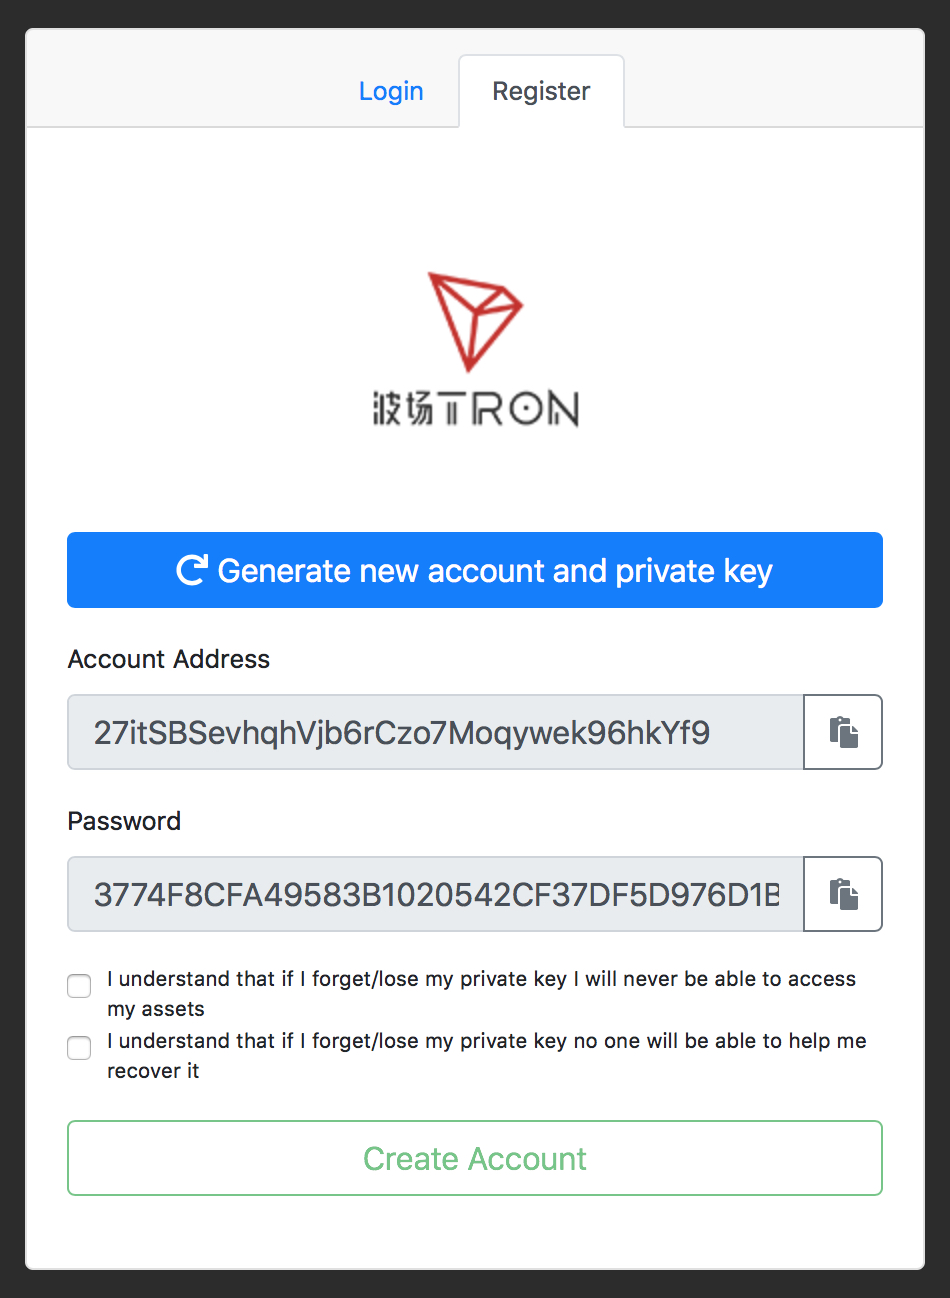 Login
Register
波场TRON
Generate new account and private key
Account Address
27itSBSevhqhVjb6rCzo7Moqywek96hkYf9
Password
3774F8CFA49583B1020542CF37DF5D976D1B
I understand that if I forget/lose my private key I will never be able to access
my assets
I understand that if I forget/lose my private key no one will be able to help me
recover it
Create Account